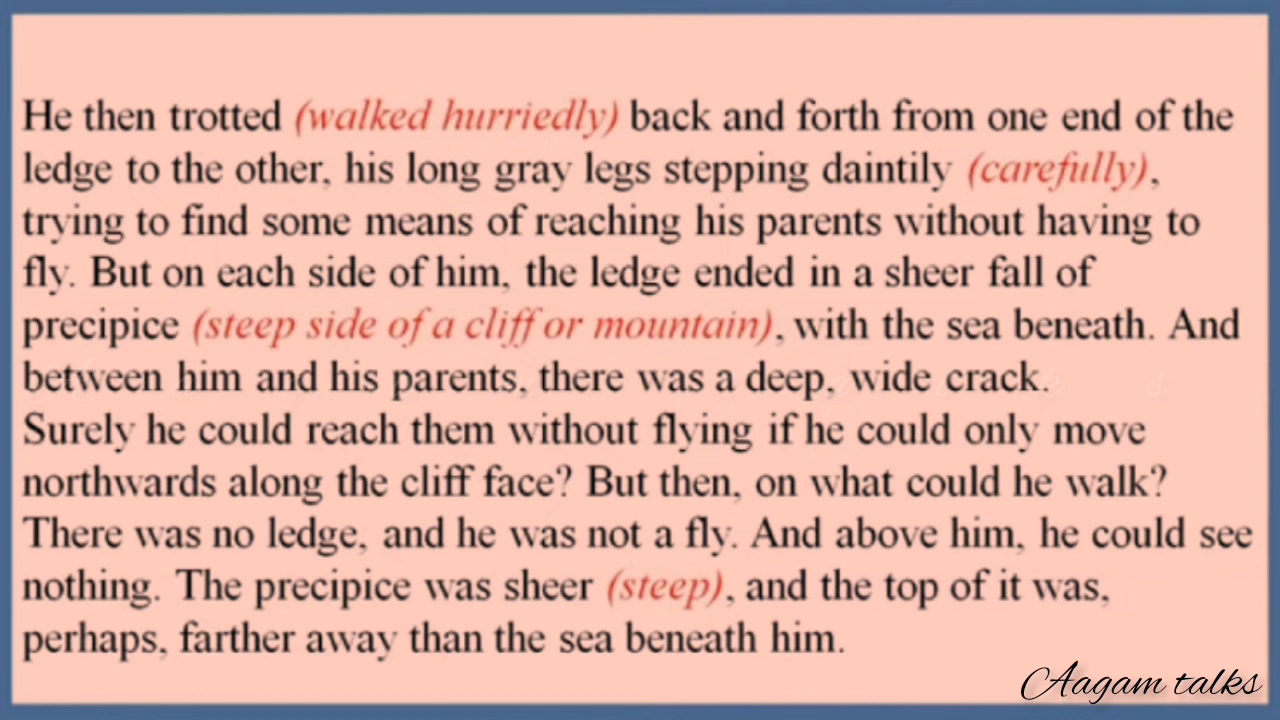 He then trotted (walked hurriedly) back and forth from one end of the
ledge to the other, his long gray legs stepping daintily (carefully),
trying to find some means of reaching his parents without having to
fly. But on each side of him, the ledge ended in a sheer fall of
precipice (steep side of a cliff or mountain), with the sea beneath. And
between him and his parents, there was a deep, wide crack.
Surely he could reach them without flying if he could only move
northwards along the cliff face? But then, on what could he walk?
There was no ledge, and he was not a fly. And above him, he could see
nothing. The precipice was sheer (steep), and the top of it was,
perhaps, farther away than the sea beneath him.
Aagam talks